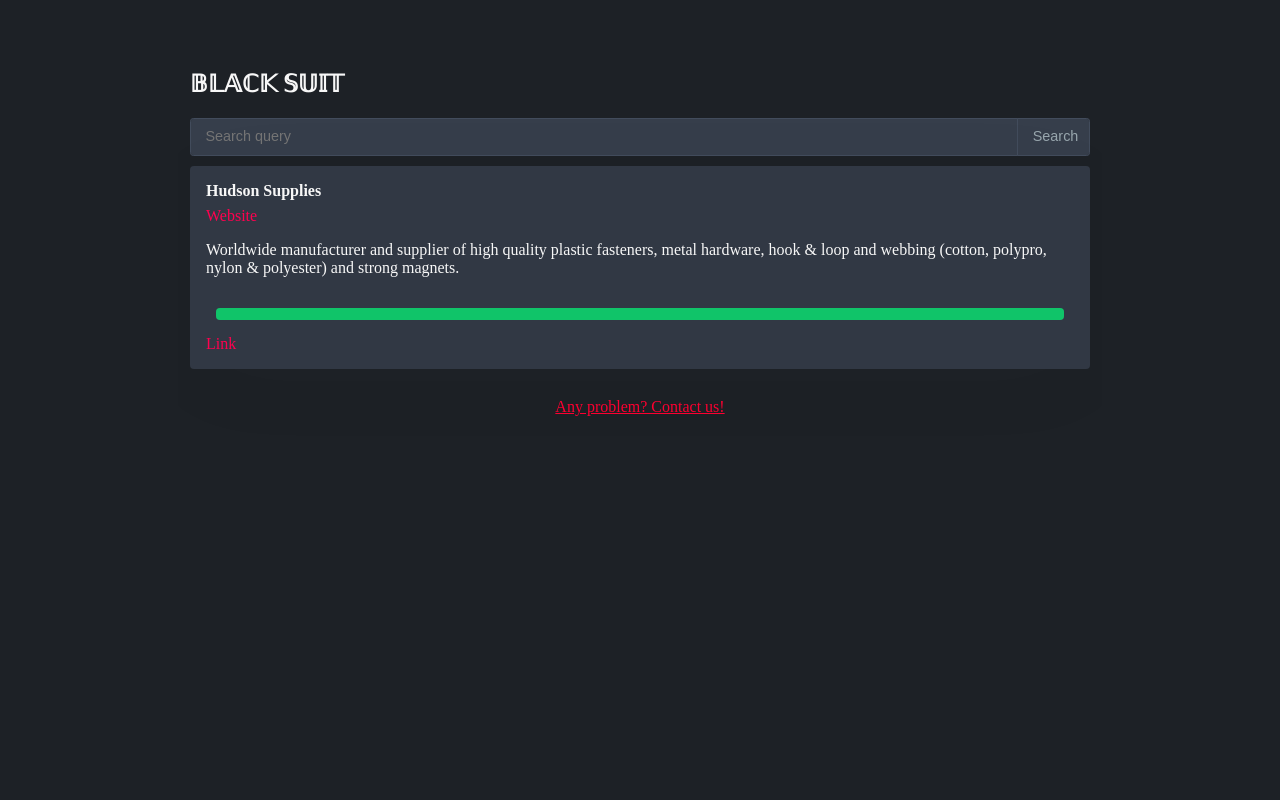 BLACK SUIT
Search query
Search
Hudson Supplies
Website
Worldwide manufacturer and supplier of high quality plastic fasteners, metal hardware, hook & loop and webbing (cotton, polypro,
nylon & polyester) and strong magnets.
Link
Any problem? Contact us!